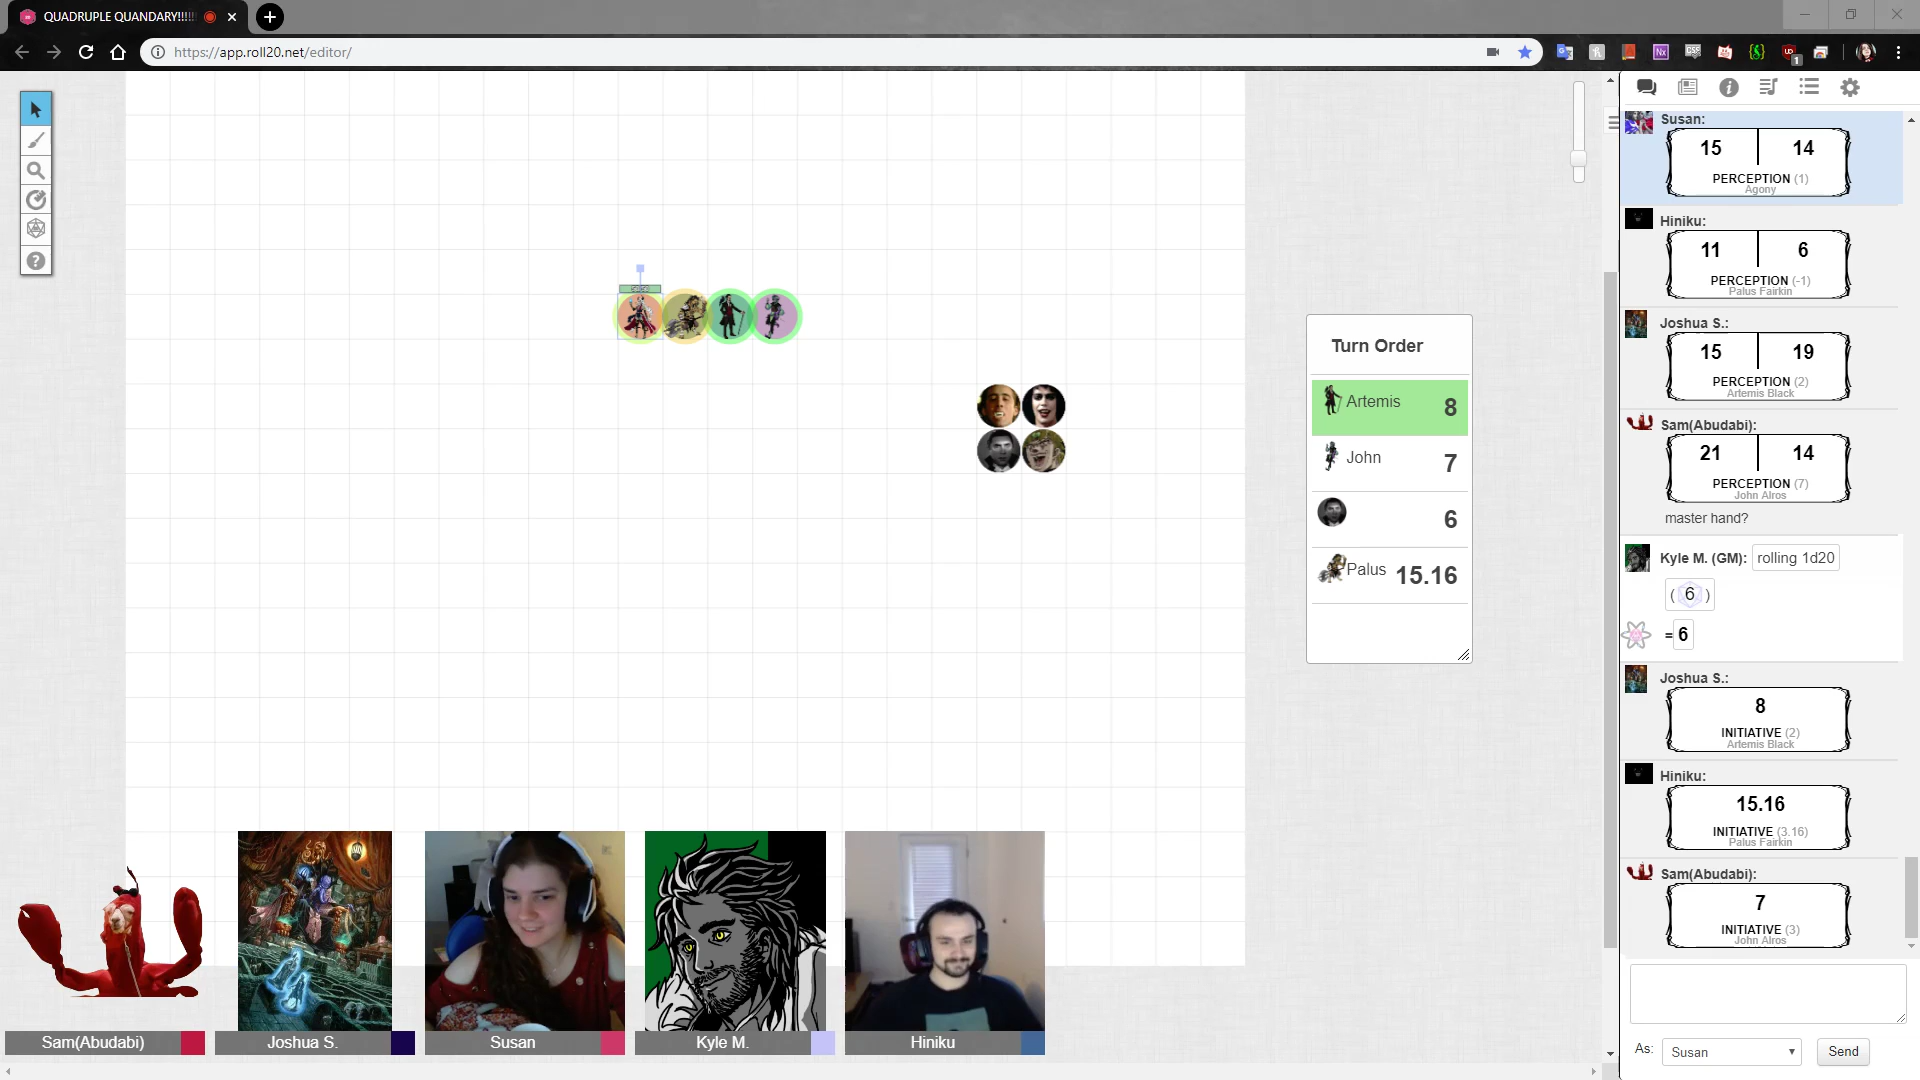 QUADRUPLE QUANDARY!!!!!
https://app.roll20.net/editor/
Turn Order
Artemis 8
John 7
6
Palus 15.16
Susan:
15 14
PERCEPTION (1)
Agony
Hiniku:
11 6
PERCEPTION (-1)
Palus Fairkin
Joshua S.:
15 19
PERCEPTION (2)
Artemis Black
Sam(Abudabi):
21 14
PERCEPTION (7)
John Alros
master hand?
Kyle M. (GM): rolling 1d20
( 6 )
=6
Joshua S.:
8
INITIATIVE (2)
Artemis Black
Hiniku:
15.16
INITIATIVE (3.16)
Palus Fairkin
Sam(Abudabi):
7
INITIATIVE (3)
John Alros
As: Susan Send
Sam(Abudabi)
Joshua S.
Susan
Kyle M.
Hiniku